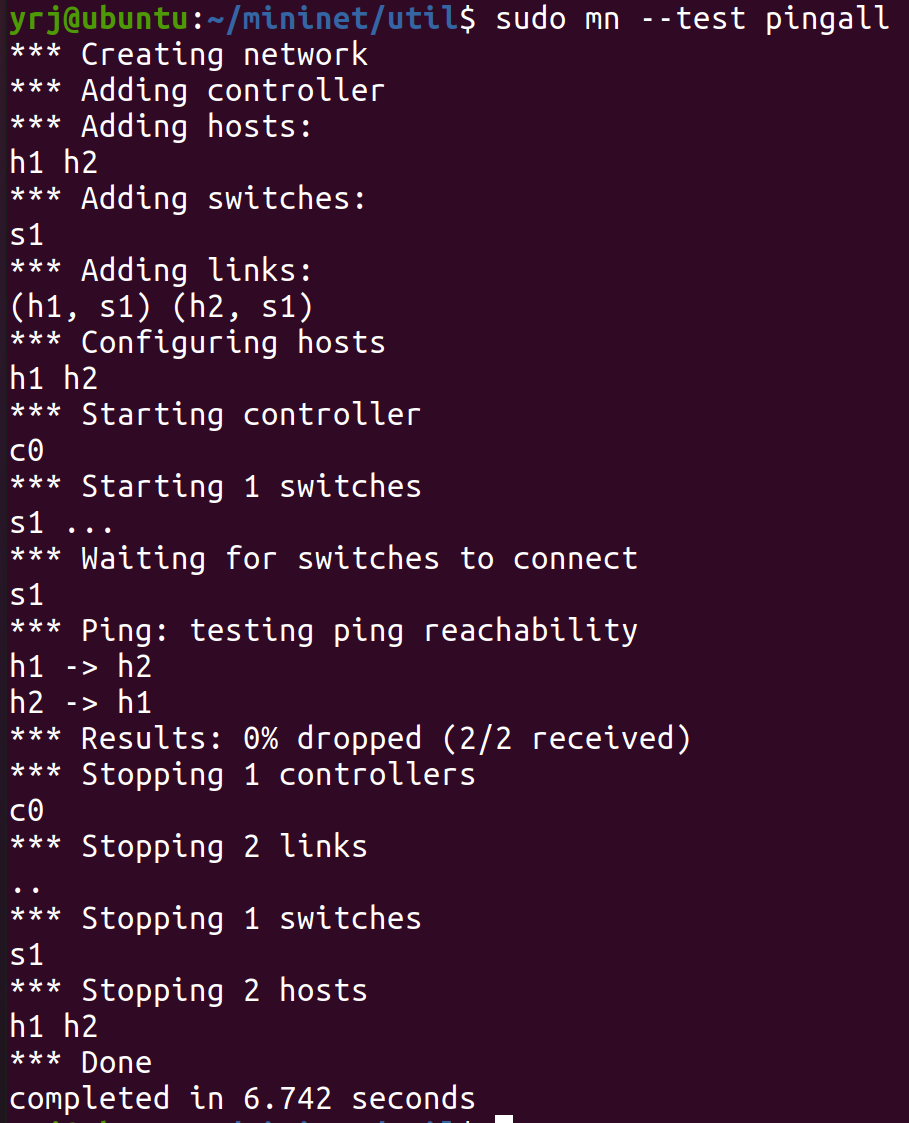 yrj@ubuntu:~/mininet/util$ sudo mn --test pingall
*** Creating network
*** Adding controller
*** Adding hosts:
h1 h2
*** Adding switches:
s1
*** Adding links:
(h1, s1) (h2, s1)
*** Configuring hosts
h1 h2
*** Starting controller
c0
*** Starting 1 switches
s1 ...
*** Waiting for switches to connect
s1
*** Ping: testing ping reachability
h1 -> h2
h2 -> h1
*** Results: 0% dropped (2/2 received)
*** Stopping 1 controllers
c0
*** Stopping 2 links
..
*** Stopping 1 switches
s1
*** Stopping 2 hosts
h1 h2
*** Done
completed in 6.742 seconds